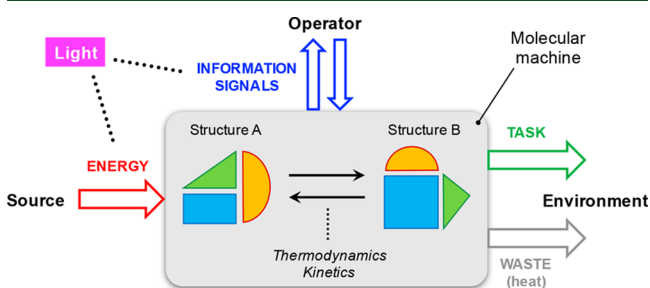 Operator
Light
Molecular
machine
INFORMATION
SIGNALS
Structure A
Structure B
TASK
ENERGY
Source
Environment
Thermodynamics
Kinetics
WASTE
(heat)